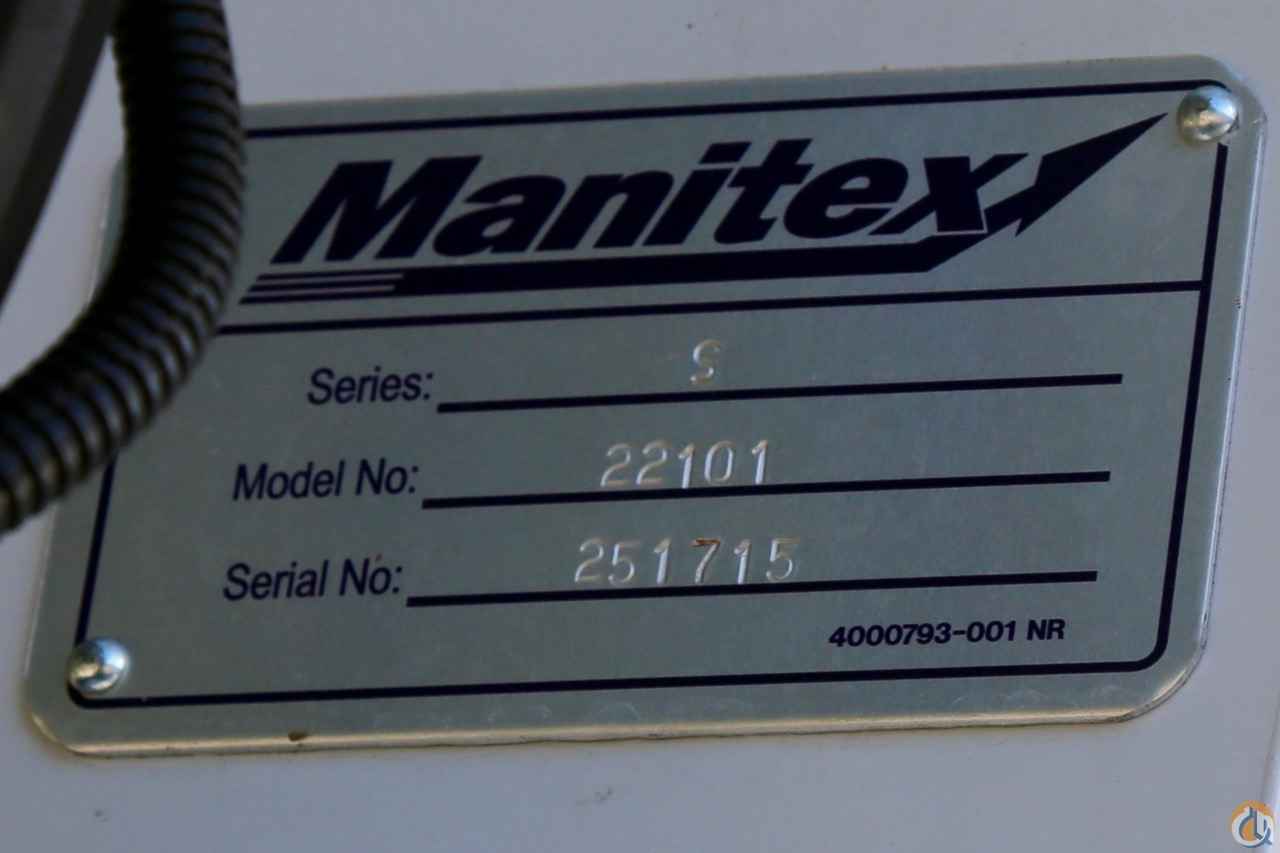 Manitex
Series: S
Model No: 22101
Serial No: 251715
4000793-001 NR